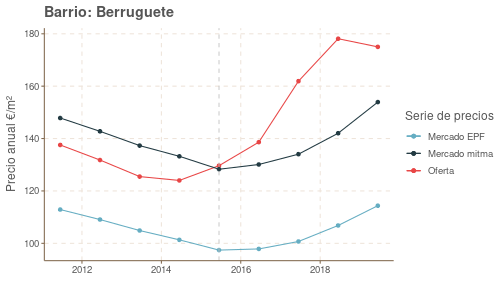 Barrio: Berruguete
Precio anual €/m²
180
160
140
120
100
2012
2014
2016
2018
Serie de precios
Mercado EPF
Mercado mitma
Oferta